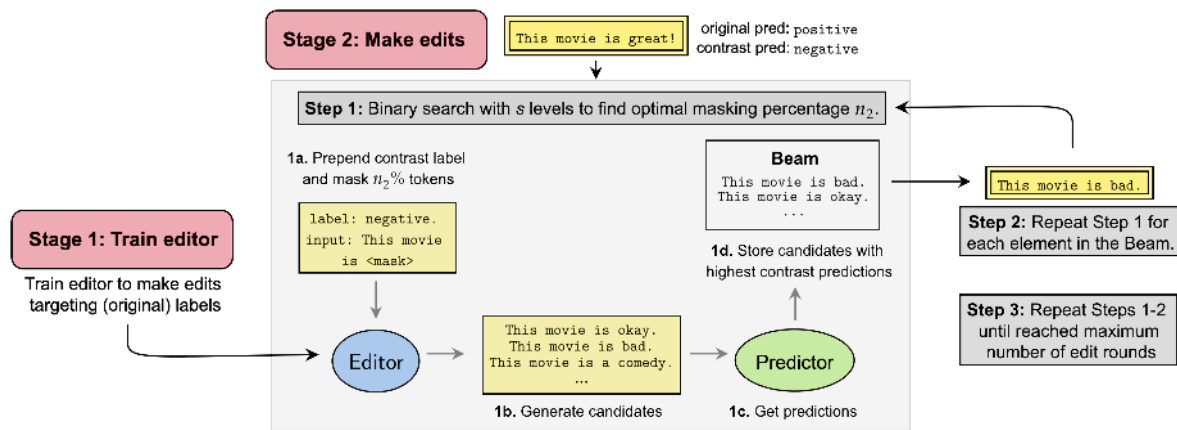 Stage 2: Make edits
This movie is great!
original pred: positive
contrast pred: negative
Step 1: Binary search with s levels to find optimal masking percentage n₂.
1a. Prepend contrast label
and mask n₂% tokens
label: negative.
input: This movie
is <mask>
Beam
This movie is bad.
This movie is okay.
...
1d. Store candidates with
highest contrast predictions
This movie is bad.
Step 2: Repeat Step 1 for
each element in the Beam.
Step 3: Repeat Steps 1-2
until reached maximum
number of edit rounds
Stage 1: Train editor
Train editor to make edits
targeting (original) labels
Editor
This movie is okay.
This movie is bad.
This movie is a comedy.
...
1b. Generate candidates
Predictor
1c. Get predictions